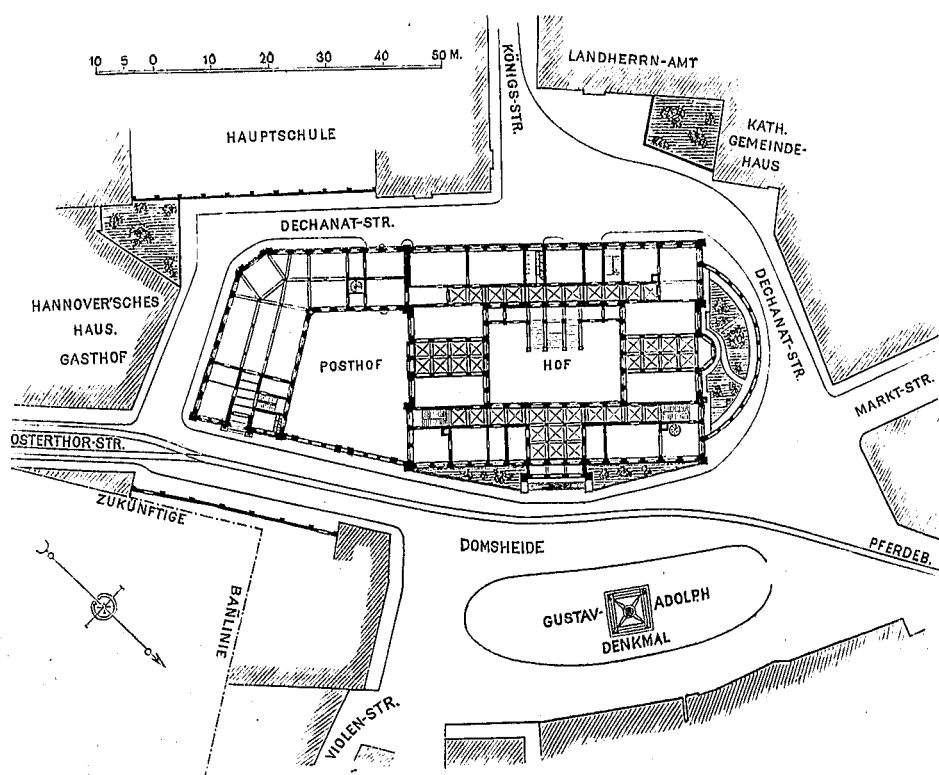 10 5 0 10 20 30 40 50 M.
KÖNIGS-STR.
LANDHERRN-AMT
HAUPTSCHULE
KATH.
GEMEINDE-
HAUS
DECHANAT-STR.
HANNOVER'SCHES
HAUS.
GASTHOF
POSTHOF
HOF
DECHANAT-STR.
MARKT-STR.
OSTERTHOR-STR.
ZUKÜNFTIGE
BAULINIE
DOMSHEIDE
PFERDEB.
GUSTAV-
ADOLPH
DENKMAL
VIOLEN-STR.